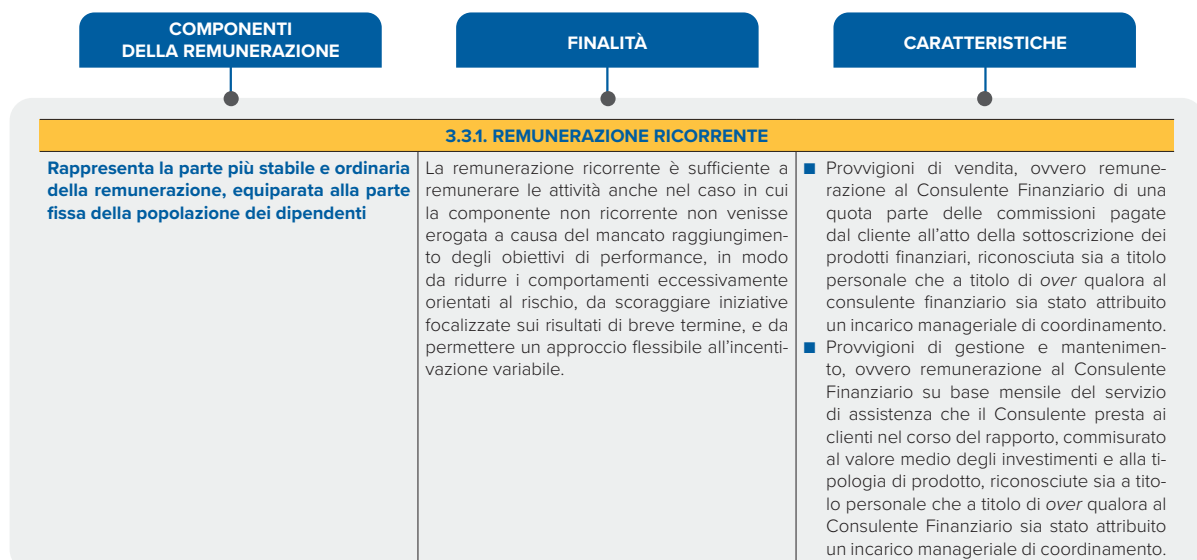 COMPONENTI
DELLA REMUNERAZIONE
FINALITÀ
CARATTERISTICHE
3.3.1. REMUNERAZIONE RICORRENTE
Rappresenta la parte più stabile e ordinaria
della remunerazione, equiparata alla parte
fissa della popolazione dei dipendenti
La remunerazione ricorrente è sufficiente a
remunerare le attività anche nel caso in cui
la componente non ricorrente non venisse
erogata a causa del mancato raggiungimen-
to degli obiettivi di performance, in modo
da ridurre i comportamenti eccessivamente
orientati al rischio, da scoraggiare iniziative
focalizzate sui risultati di breve termine, e da
permettere un approccio flessibile all'incenti-
vazione variabile.
■ Provvigioni di vendita, ovvero remune-
razione al Consulente Finanziario di una
quota parte delle commissioni pagate
dal cliente all'atto della sottoscrizione dei
prodotti finanziari, riconosciuta sia a titolo
personale che a titolo di over qualora al
consulente finanziario sia stato attribuito
un incarico manageriale di coordinamento.
■ Provvigioni di gestione e mantenimen-
to, ovvero remunerazione al Consulente
Finanziario su base mensile del servizio
di assistenza che il Consulente presta ai
clienti nel corso del rapporto, commisurato
al valore medio degli investimenti e alla ti-
pologia di prodotto, riconosciute sia a tito-
lo personale che a titolo di over qualora al
Consulente Finanziario sia stato attribuito
un incarico manageriale di coordinamento.